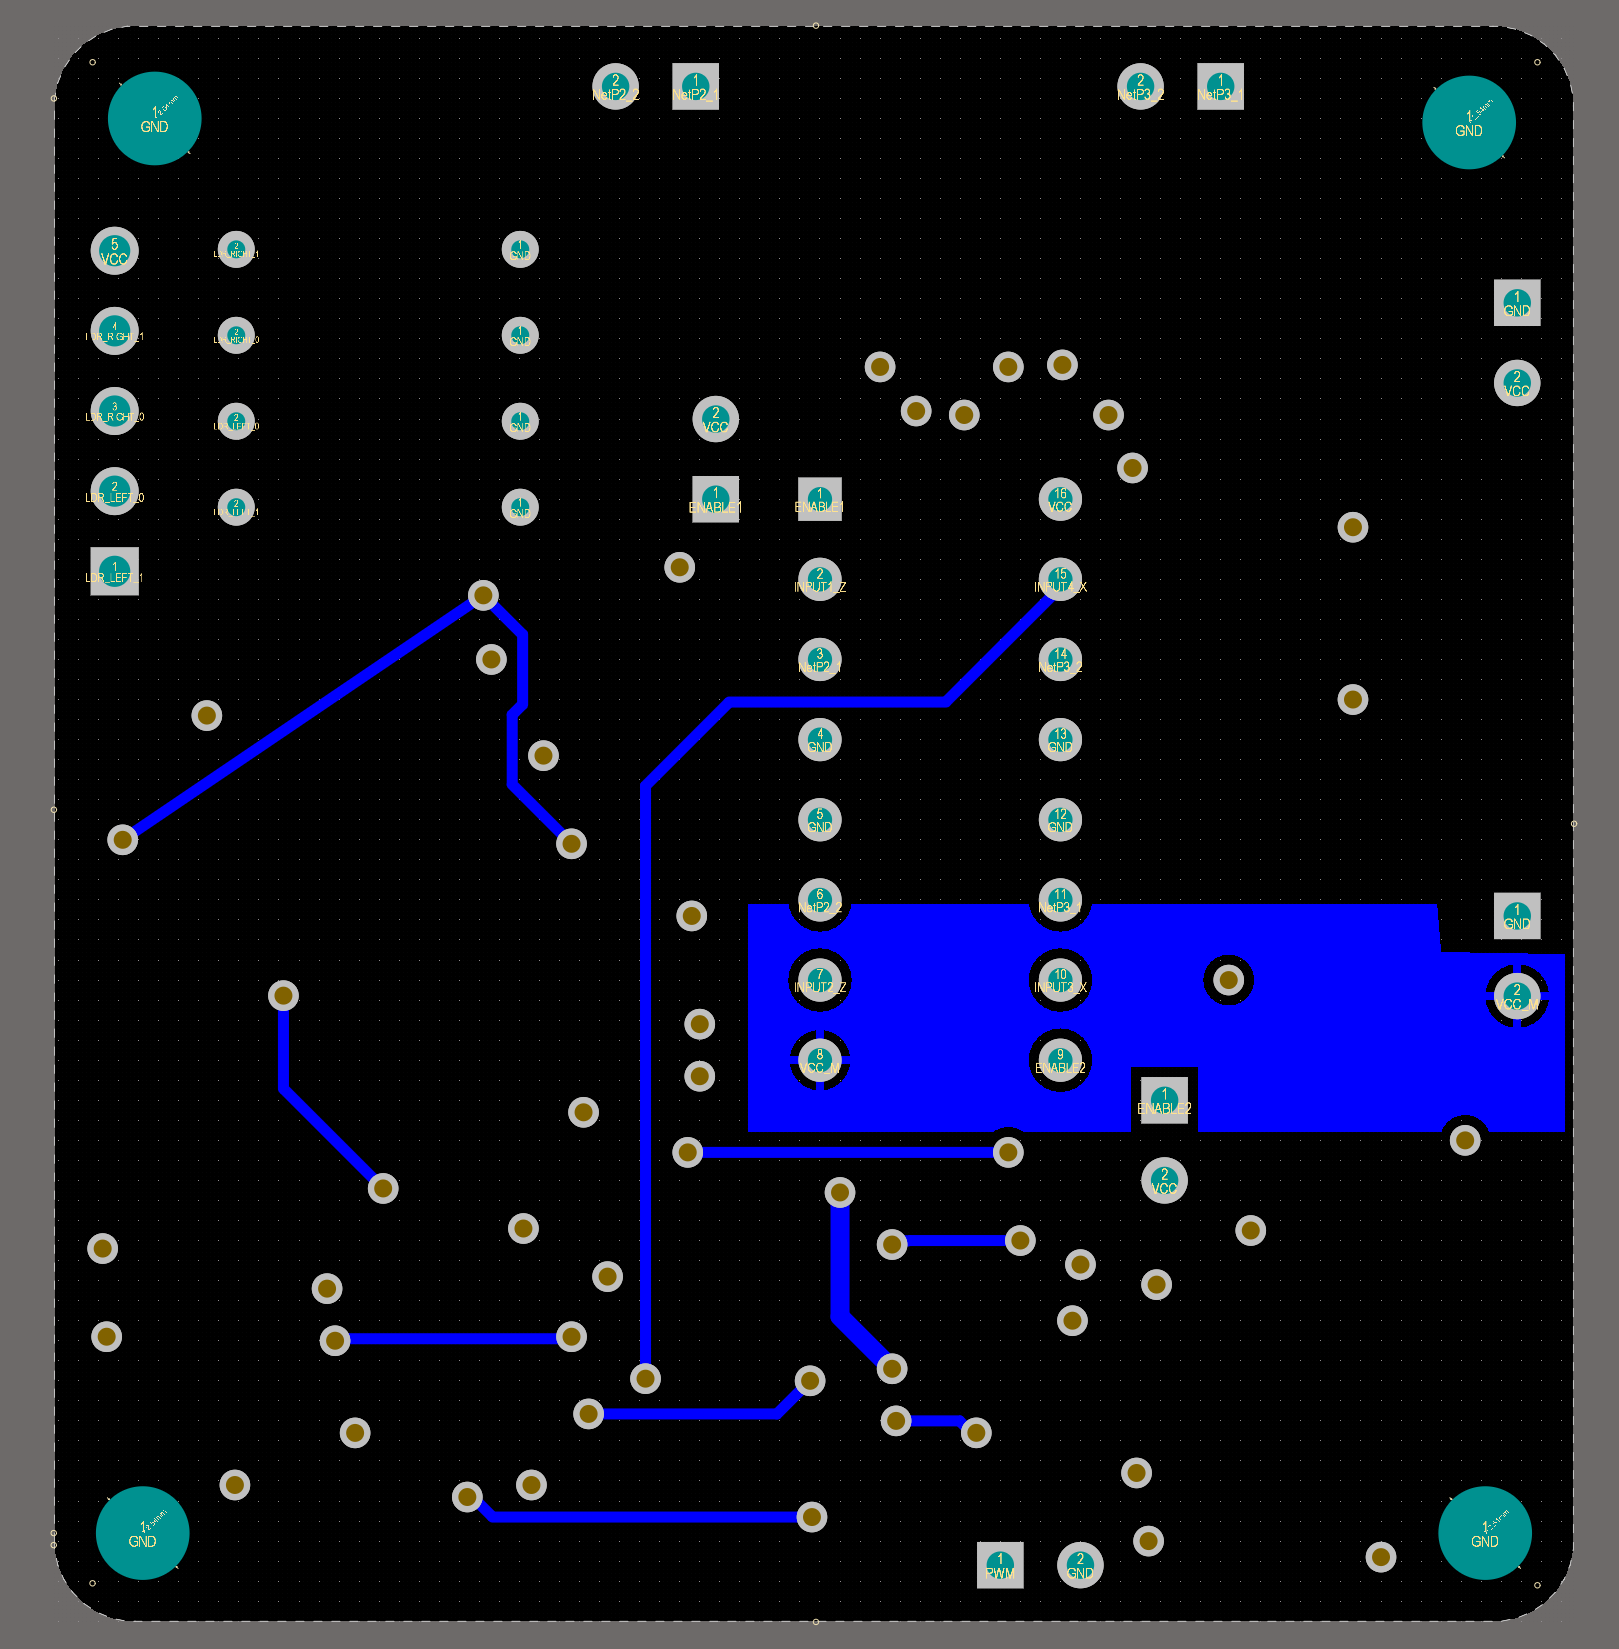 2
NetP2_2
1
NetP2_1
2
NetP3_2
1
NetP3_1
1
GND
1
GND
5
VCC
2
LDR_RIGHT_1
1
GND
1
GND
4
LDR_RIGHT_1
2
LDR_RIGHT_0
1
GND
2
VCC
3
LDR_RIGHT_0
2
LDR_LEFT_0
1
GND
2
VCC
2
LDR_LEFT_0
2
LDR_LEFT_1
1
GND
1
ENABLE1
1
ENABLE1
16
VCC
1
LDR_LEFT_1
2
INPUT1_Z
15
INPUT4_X
3
NetP2_1
14
NetP3_2
4
GND
13
GND
5
GND
12
GND
6
NetP2_2
11
NetP3_1
1
GND
7
INPUT2_Z
10
INPUT3_X
2
VCC_M
8
VCC_M
9
ENABLE2
1
ENABLE2
2
VCC
1
GND
1
GND
1
PWM
2
GND